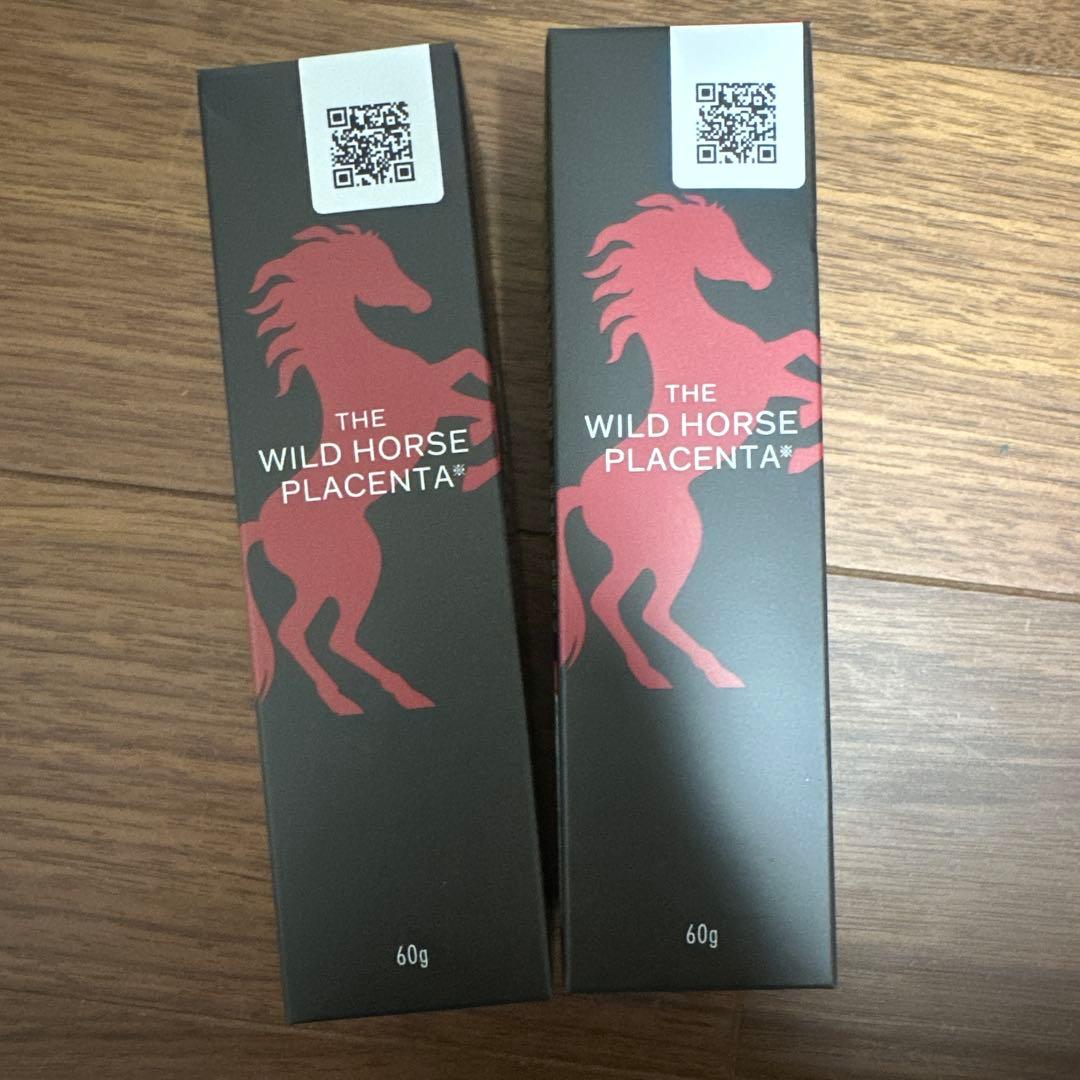 THE
WILD HORSE
PLACENTA※
60g
THE
WILD HORSE
PLACENTA※
60g